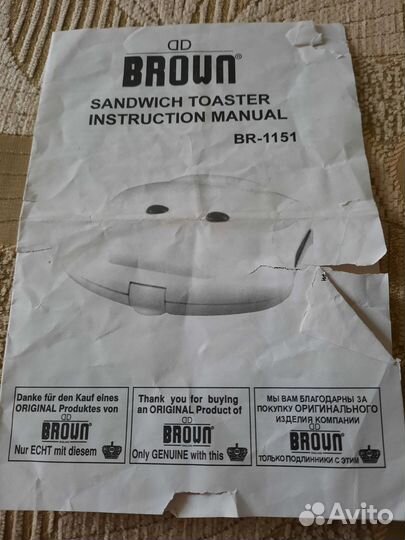 BROWN®
SANDWICH TOASTER
INSTRUCTION MANUAL
BR-1151
Danke für den Kauf eines
ORIGINAL Produktes von
BROWN
Nur ECHT mit diesem
Thank you for buying
an ORIGINAL Product of
BROWN
Only GENUINE with this
МЫ ВАМ БЛАГОДАРНЫ ЗА
ПОКУПКУ ОРИГИНАЛЬНОГО
ИЗДЕЛИЯ КОМПАНИИ
BROWN
ТОЛЬКО ПОДЛИННИКИ С ЭТИМ
Avito